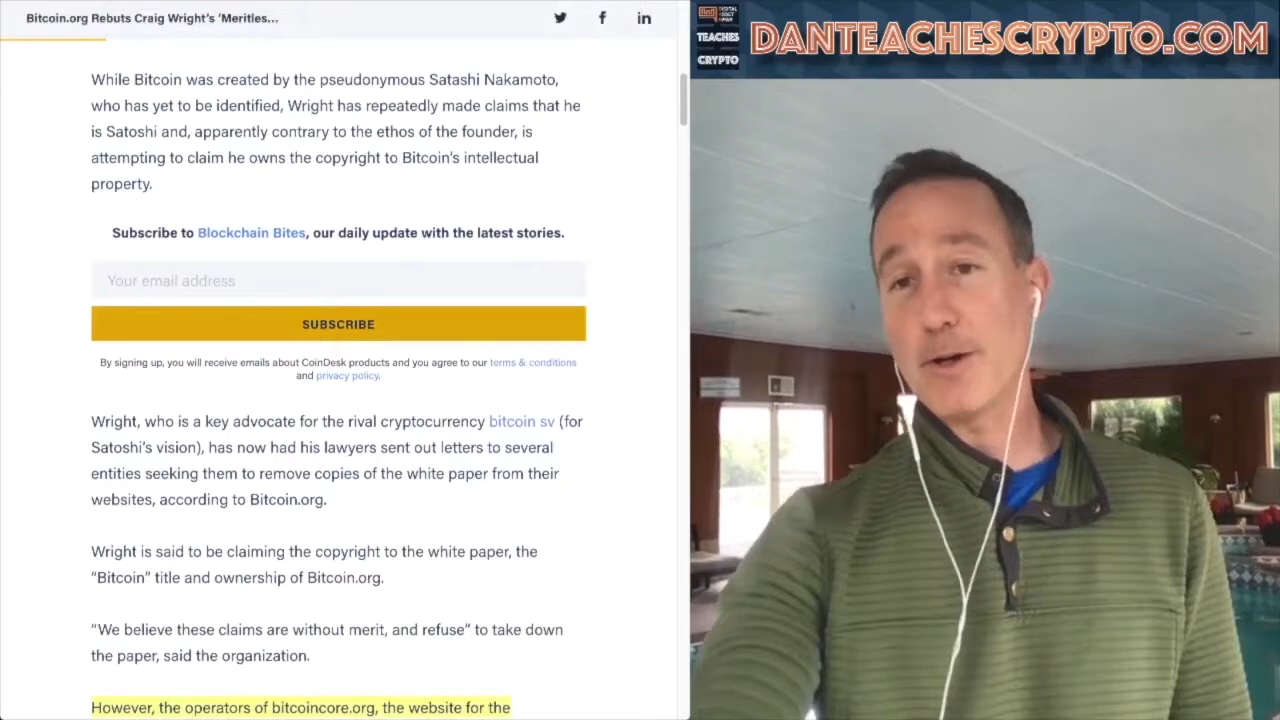 Bitcoin.org Rebuts Craig Wright's 'Meritles...
While Bitcoin was created by the pseudonymous Satashi Nakamoto,
who has yet to be identified, Wright has repeatedly made claims that he
is Satoshi and, apparently contrary to the ethos of the founder, is
attempting to claim he owns the copyright to Bitcoin's intellectual
property.
Subscribe to Blockchain Bites, our daily update with the latest stories.
Your email address
SUBSCRIBE
By signing up, you will receive emails about CoinDesk products and you agree to our terms & conditions
and privacy policy.
Wright, who is a key advocate for the rival cryptocurrency bitcoin sv (for
Satoshi's vision), has now had his lawyers sent out letters to several
entities seeking them to remove copies of the white paper from their
websites, according to Bitcoin.org.
Wright is said to be claiming the copyright to the white paper, the
"Bitcoin" title and ownership of Bitcoin.org.
"We believe these claims are without merit, and refuse" to take down
the paper, said the organization.
However, the operators of bitcoincore.org, the website for the
DIGITAL
ASSET
NEWS
TEACHES
CRYPTO
DANTEACHESCRYPTO.COM